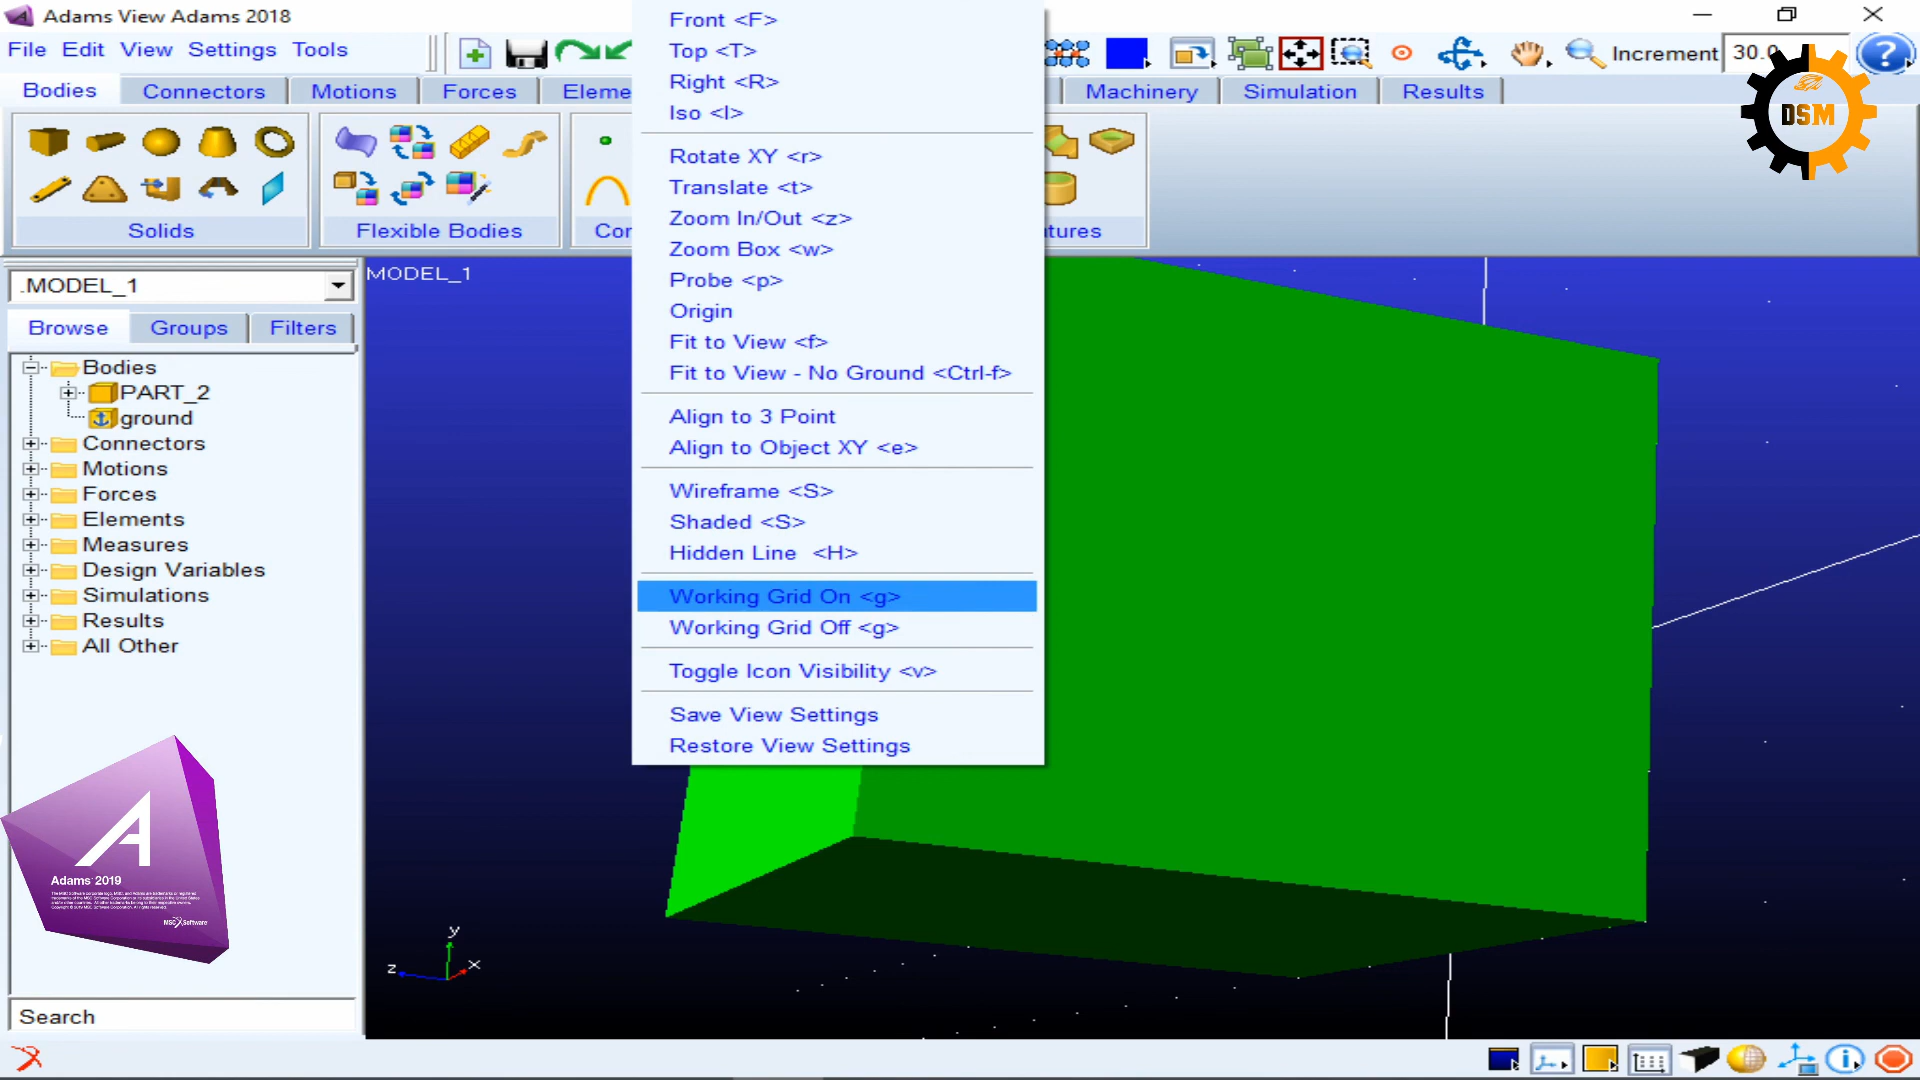 Adams View Adams 2018
File Edit View Settings Tools
Increment 30.0
Bodies Connectors Motions Forces Eleme Machinery Simulation Results
DSM
Solids Flexible Bodies Cor tures
Front <F>
Top <T>
Right <R>
Iso <I>
Rotate XY <r>
Translate <t>
Zoom In/Out <z>
Zoom Box <w>
Probe <p>
Origin
Fit to View <f>
Fit to View - No Ground <Ctrl-f>
Align to 3 Point
Align to Object XY <e>
Wireframe <S>
Shaded <S>
Hidden Line <H>
Working Grid On <g>
Working Grid Off <g>
Toggle Icon Visibility <v>
Save View Settings
Restore View Settings
.MODEL_1
Browse Groups Filters
Bodies
PART_2
ground
Connectors
Motions
Forces
Elements
Measures
Design Variables
Simulations
Results
All Other
MODEL_1
A
Adams 2019
MSC Software
y
z x
Search